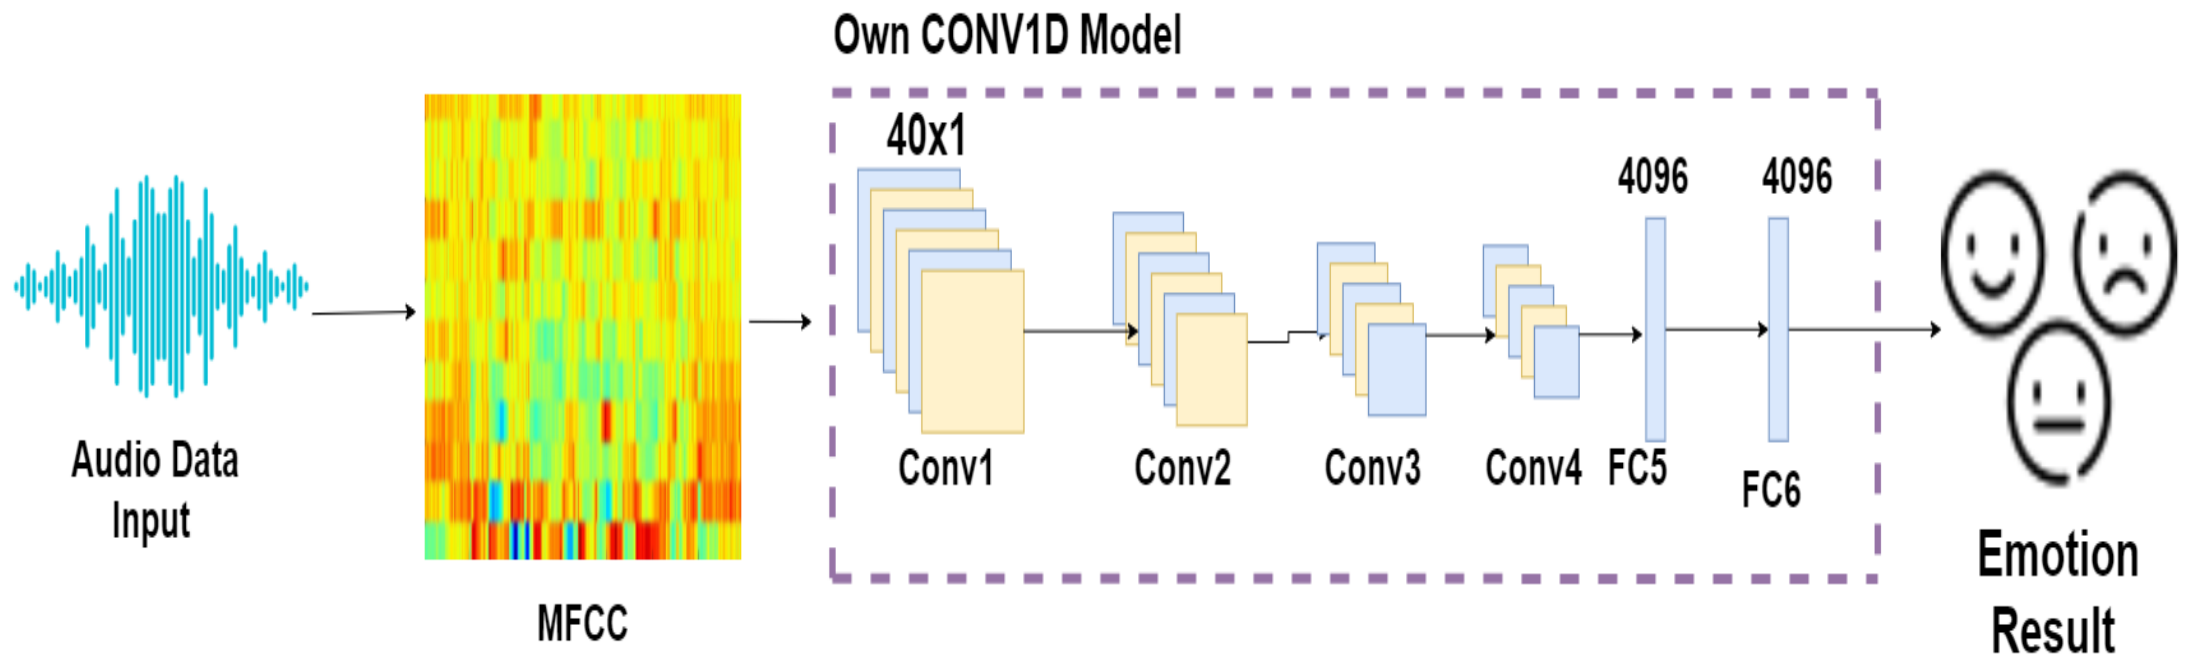 Own CONV1D Model
40x1
4096
4096
Audio Data
Input
MFCC
Conv1
Conv2
Conv3
Conv4
FC5
FC6
Emotion
Result